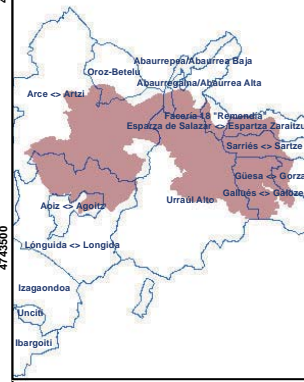 Abaurrepea/Abaurrea Baja
Oroz-Betelu
Abaurregaina/Abaurrea Alta
Arce <> Artzi
Facería 18 "Remendía"
Esparza de Salazar <> Espartza Zaraitzu
Sarriés <> Sartze
Güesa <> Gorza
Gallués <> Galoze
Urraúl Alto
Aoiz <> Agoitz
Lónguida <> Longida
4743500
Izagaondoa
Unciti
Ibargoiti